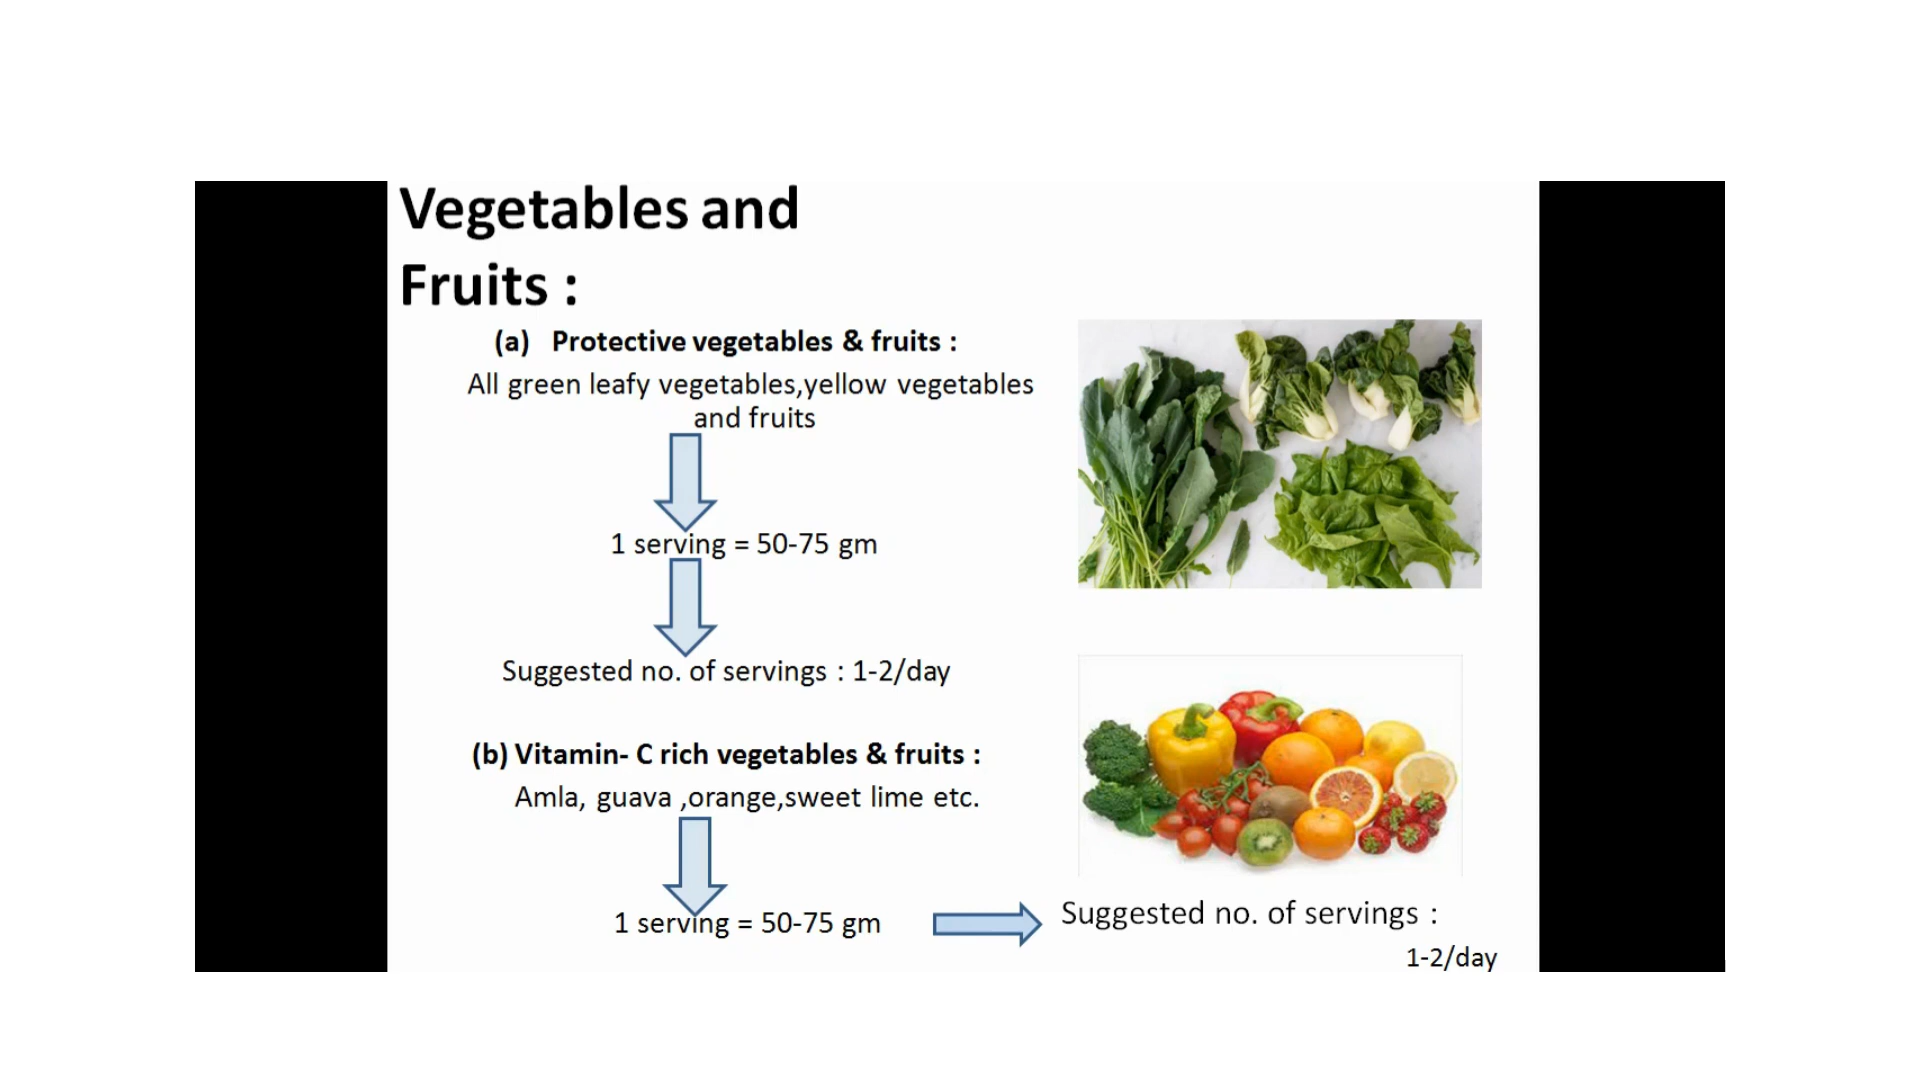 Vegetables and
Fruits :
(a) Protective vegetables & fruits :
All green leafy vegetables,yellow vegetables
and fruits
1 serving = 50-75 gm
Suggested no. of servings : 1-2/day
(b) Vitamin- C rich vegetables & fruits :
Amla, guava ,orange,sweet lime etc.
1 serving = 50-75 gm
Suggested no. of servings :
1-2/day